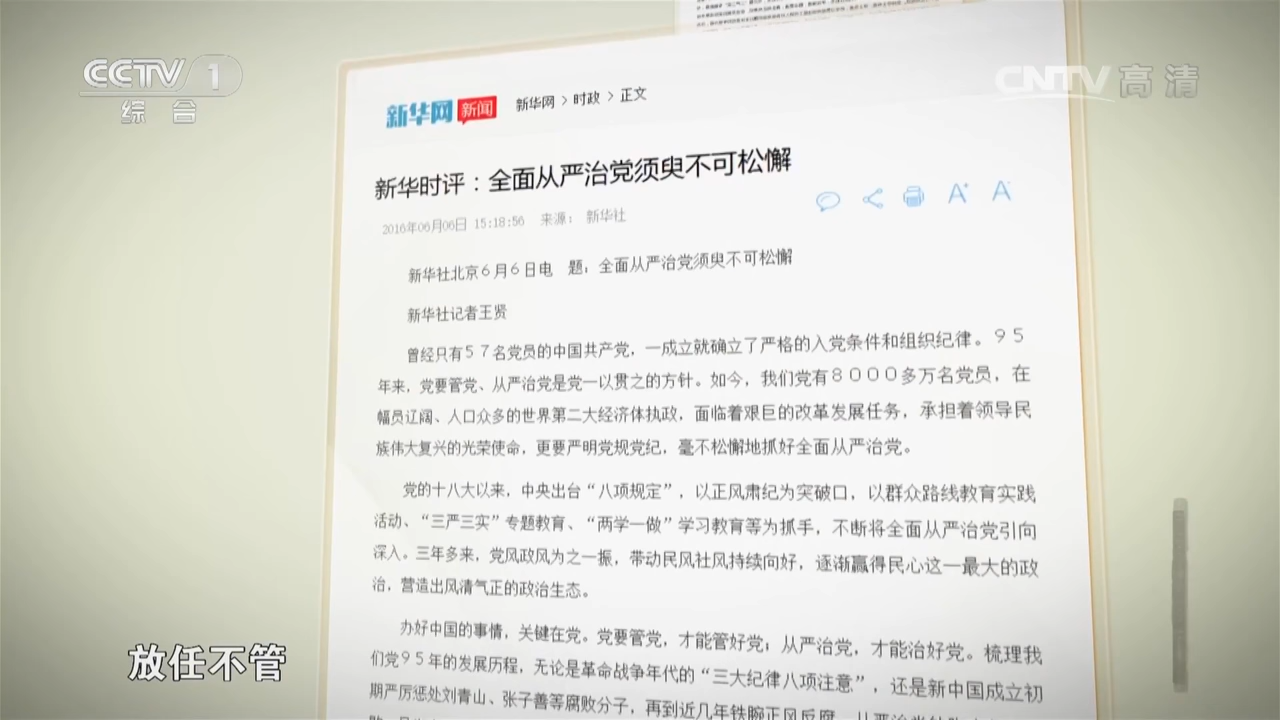 CCTV 1
综合
CNTV 高清
新华网 新闻 新华网 > 时政 > 正文
新华时评：全面从严治党须臾不可松懈
2016年06月06日 15:18:56 来源： 新华社
A+ A-
新华社北京６月６日电　题：全面从严治党须臾不可松懈
新华社记者王贤
曾经只有５７名党员的中国共产党，一成立就确立了严格的入党条件和组织纪律。９５
年来，党要管党、从严治党是党一以贯之的方针。如今，我们党有８０００多万名党员，在
幅员辽阔、人口众多的世界第二大经济体执政，面临着艰巨的改革发展任务，承担着领导民
族伟大复兴的光荣使命，更要严明党规党纪，毫不松懈地抓好全面从严治党。
党的十八大以来，中央出台“八项规定”，以正风肃纪为突破口，以群众路线教育实践
活动、“三严三实”专题教育、“两学一做”学习教育等为抓手，不断将全面从严治党引向
深入。三年多来，党风政风为之一振，带动民风社风持续向好，逐渐赢得民心这一最大的政
治，营造出风清气正的政治生态。
办好中国的事情，关键在党。党要管党，才能管好党；从严治党，才能治好党。梳理我
们党９５年的发展历程，无论是革命战争年代的“三大纪律八项注意”，还是新中国成立初
期严厉惩处刘青山、张子善等腐败分子，再到近几年铁腕正风反腐，从严治党的
放任不管